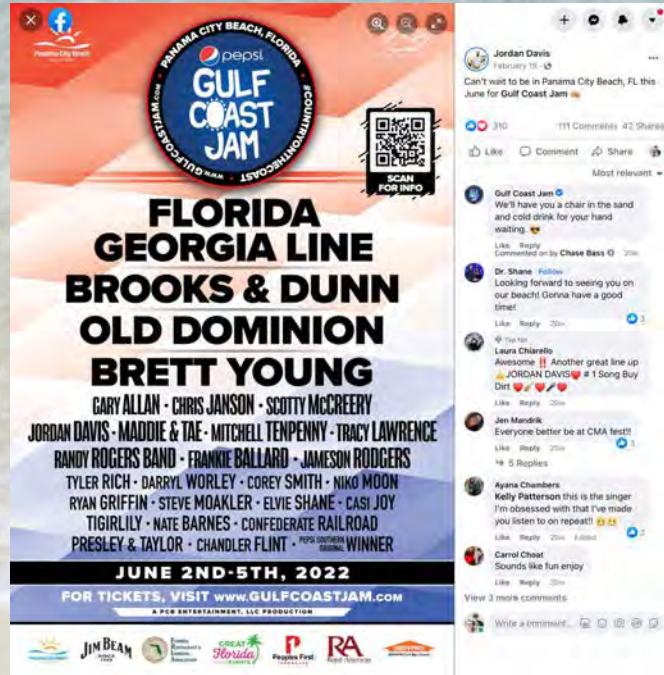 Panama City Beach
PANAMA CITY BEACH, FLORIDA
#COUNTRYONTHECOAST
www.GULFCOASTJAM.com
pepsi
GULF
COAST
JAM
SCAN
FOR INFO
FLORIDA
GEORGIA LINE
BROOKS & DUNN
OLD DOMINION
BRETT YOUNG
GARY ALLAN · CHRIS JANSON · SCOTTY McCREERY
JORDAN DAVIS · MADDIE & TAE · MITCHELL TENPENNY · TRACY LAWRENCE
RANDY ROGERS BAND · FRANKIE BALLARD · JAMESON RODGERS
TYLER RICH · DARRYL WORLEY · COREY SMITH · NIKO MOON
RYAN GRIFFIN · STEVE MOAKLER · ELVIE SHANE · CASI JOY
TIGIRLILY · NATE BARNES · CONFEDERATE RAILROAD
PRESLEY & TAYLOR · CHANDLER FLINT · PEPSI SOUTHERN ORIGINAL WINNER
JUNE 2ND-5TH, 2022
FOR TICKETS, VISIT www.GULFCOASTJAM.com
A PCB ENTERTAINMENT, LLC PRODUCTION
JIM BEAM
GREAT
Florida
EVENTS
Peoples First
RA
SERVPRO
Jordan Davis
February 18
Can't wait to be in Panama City Beach, FL this
June for Gulf Coast Jam
310
111 Comments 42 Shares
Like Comment Share
Most relevant
Gulf Coast Jam
We'll have you a chair in the sand
and cold drink for your hand
waiting.
Like Reply
Commented on by Chase Bass 20w
Dr. Shane Follow
Looking forward to seeing you on
our beach! Gonna have a good
time!
Like Reply 20w
3
Top fan
Laura Chiarello
Awesome ‼️ Another great line up
JORDAN DAVIS # 1 Song Buy
Dirt
Like Reply 20w
Jen Mandrik
Everyone better be at CMA fest!!
3
Like Reply 20w
5 Replies
Ayana Chambers
Kelly Patterson this is the singer
I'm obsessed with that I've made
you listen to on repeat!!
Like Reply 20w Edited
2
Carrol Choat
Sounds like fun enjoy
Like Reply 20w
View 3 more comments
Write a comment...